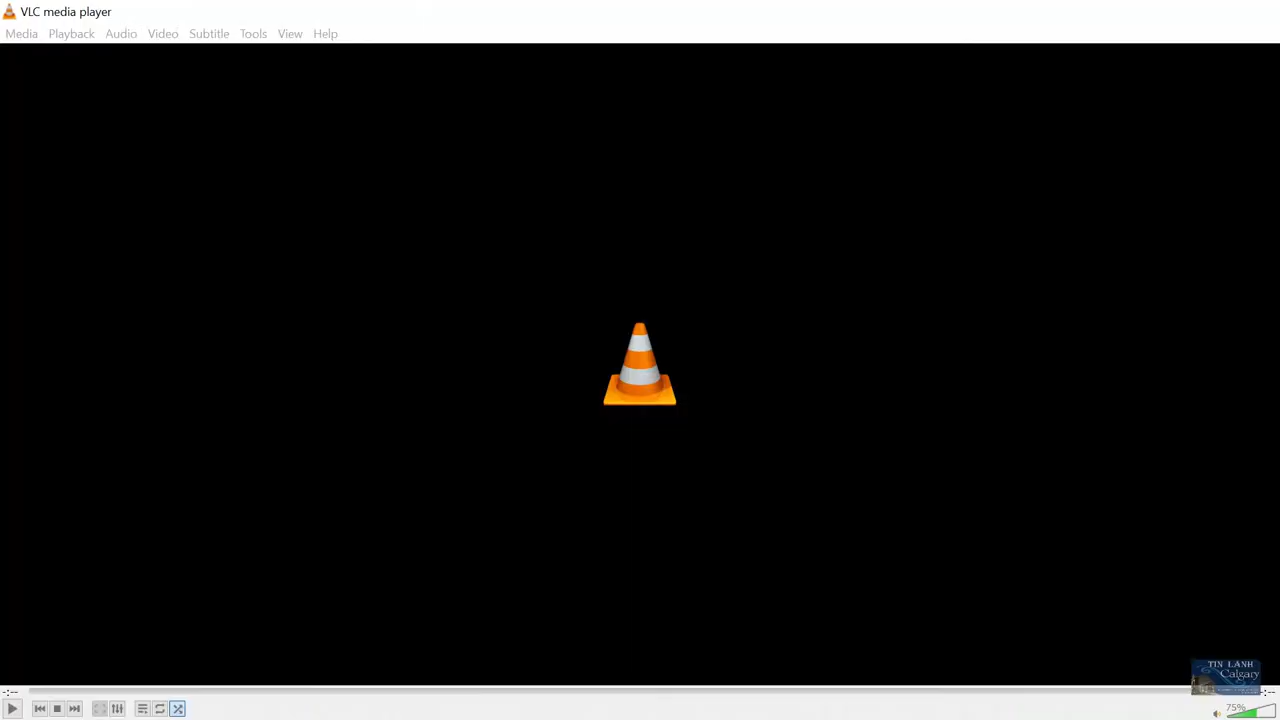 VLC media player
Media Playback Audio Video Subtitle Tools View Help
TIN LANH
Calgary
-:--
-:--
75%